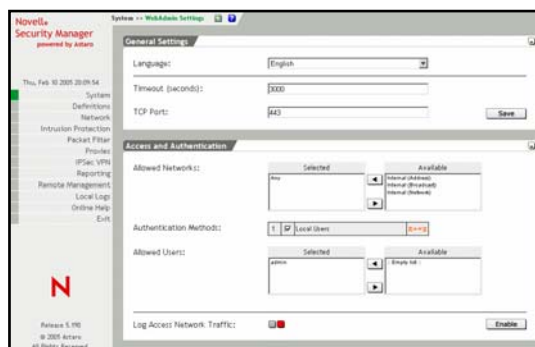 Novell®
Security Manager
powered by Astaro
Thu, Feb 10 2005 20:09:54
System
Definitions
Network
Intrusion Protection
Packet Filter
Proxies
IPSec VPN
Reporting
Remote Management
Local Logs
Online Help
Exit
N
Release 5.190
© 2005 Astaro
All Rights Reserved
System >> WebAdmin Settings
General Settings
Language: English
Timeout (seconds): 3000
TCP Port: 443 Save
Access and Authentication
Allowed Networks: Selected Available
Any Internal (Address)
Internal (Broadcast)
Internal (Network)
Authentication Methods: 1 Local Users
Allowed Users: Selected Available
admin :: Empty list ::
Log Access Network Traffic: Enable